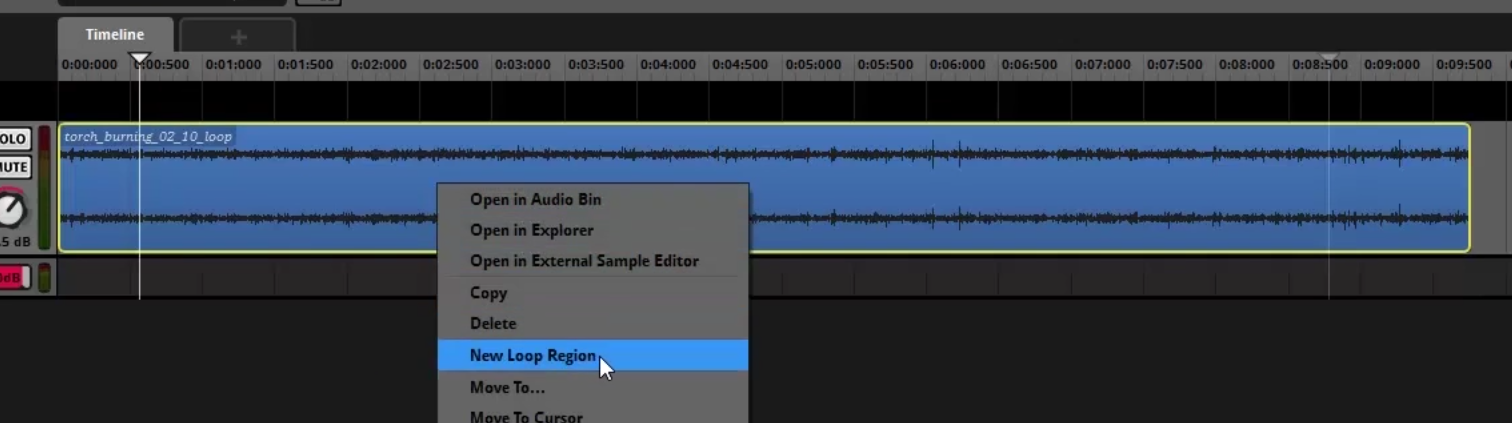 Timeline
+
0:00:000 0:00:500 0:01:000 0:01:500 0:02:000 0:02:500 0:03:000 0:03:500 0:04:000 0:04:500 0:05:000 0:05:500 0:06:000 0:06:500 0:07:000 0:07:500 0:08:000 0:08:500 0:09:000 0:09:500
OLO
torch_burning_02_10_loop
MUTE
.5 dB
0dB
Open in Audio Bin
Open in Explorer
Open in External Sample Editor
Copy
Delete
New Loop Region
Move To...
Move To Cursor